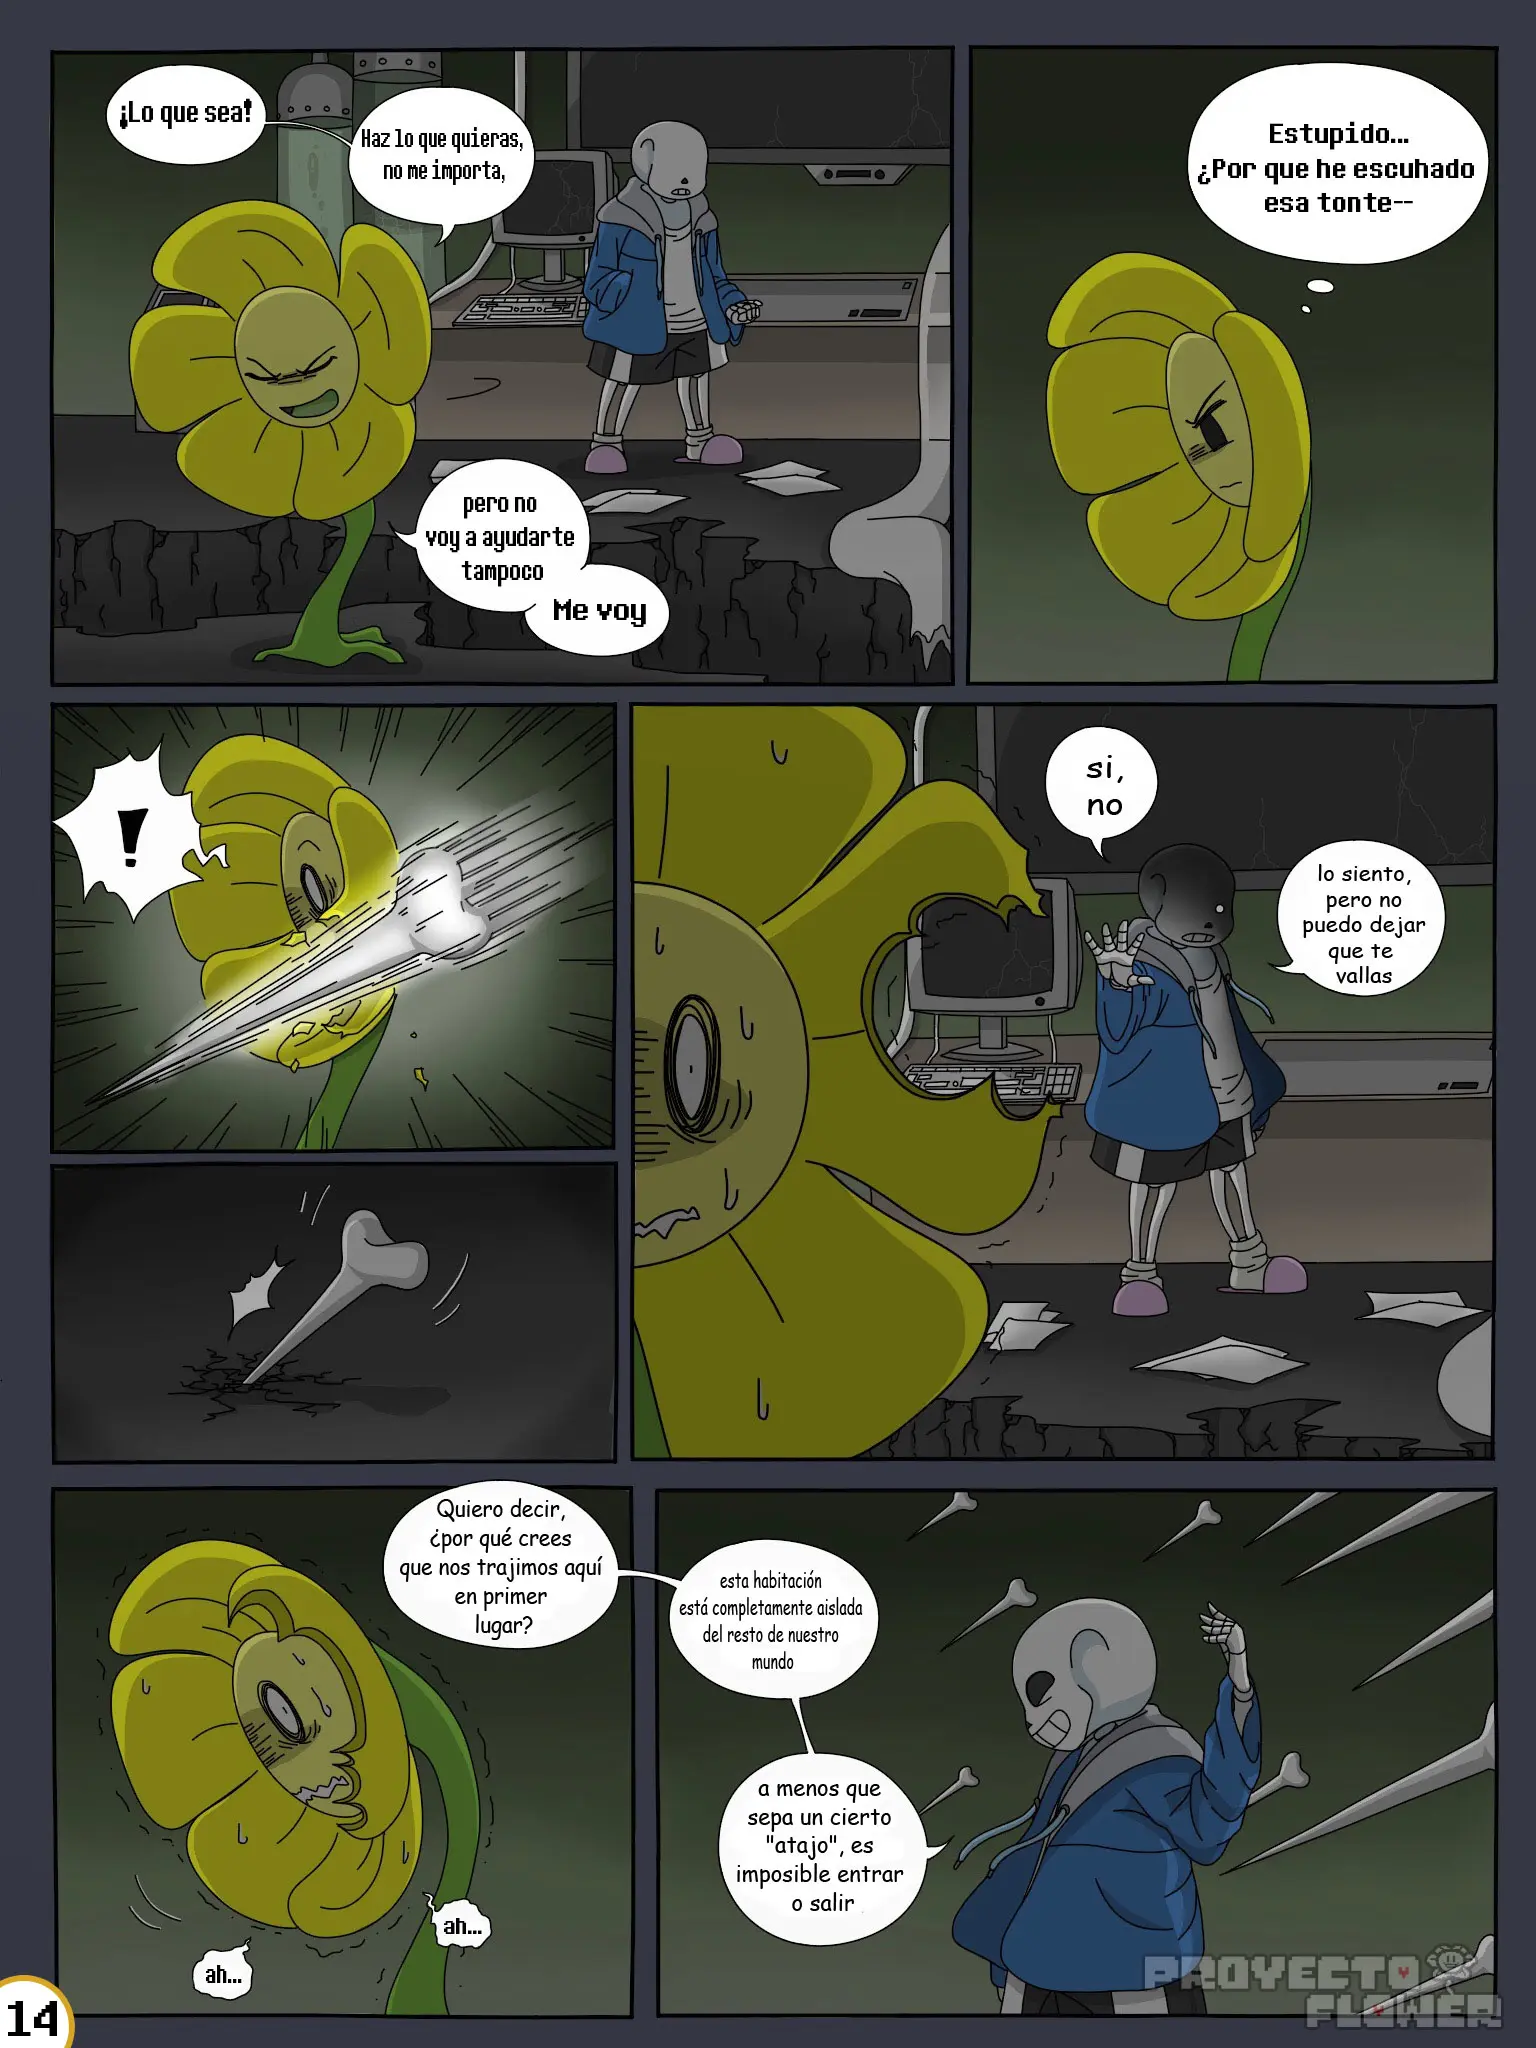 ¡Lo que sea!
Haz lo que quieras,
no me importa,
pero no
voy a ayudarte
tampoco
Me voy
Estupido...
¿Por que he escuhado
esa tonte--
!
si,
no
lo siento,
pero no
puedo dejar
que te
vallas
Quiero decir,
¿por qué crees
que nos trajimos aquí
en primer
lugar?
ah...
ah...
esta habitación
está completamente aislada
del resto de nuestro
mundo
a menos que
sepa un cierto
"atajo", es
imposible entrar
o salir
PROYECTO
FLOWER
14